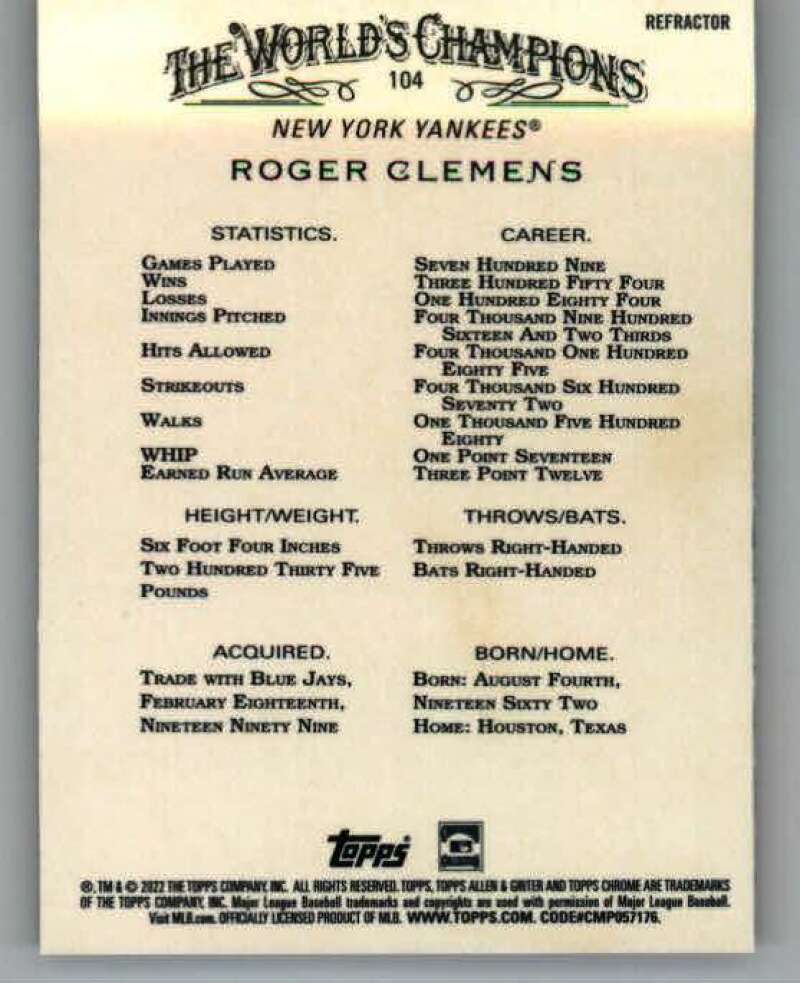 REFRACTOR
THE WORLD'S CHAMPIONS
104
NEW YORK YANKEES®
ROGER CLEMENS
STATISTICS. CAREER.
GAMES PLAYED SEVEN HUNDRED NINE
WINS THREE HUNDRED FIFTY FOUR
LOSSES ONE HUNDRED EIGHTY FOUR
INNINGS PITCHED FOUR THOUSAND NINE HUNDRED
SIXTEEN AND TWO THIRDS
HITS ALLOWED FOUR THOUSAND ONE HUNDRED
EIGHTY FIVE
STRIKEOUTS FOUR THOUSAND SIX HUNDRED
SEVENTY TWO
WALKS ONE THOUSAND FIVE HUNDRED
EIGHTY
WHIP ONE POINT SEVENTEEN
EARNED RUN AVERAGE THREE POINT TWELVE
HEIGHT/WEIGHT. THROWS/BATS.
SIX FOOT FOUR INCHES THROWS RIGHT-HANDED
TWO HUNDRED THIRTY FIVE BATS RIGHT-HANDED
POUNDS
ACQUIRED. BORN/HOME.
TRADE WITH BLUE JAYS, BORN: AUGUST FOURTH,
FEBRUARY EIGHTEENTH, NINETEEN SIXTY TWO
NINETEEN NINETY NINE HOME: HOUSTON, TEXAS
Topps®
®, TM & © 2022 THE TOPPS COMPANY, INC. ALL RIGHTS RESERVED. TOPPS, TOPPS ALLEN & GINTER AND TOPPS CHROME ARE TRADEMARKS
OF THE TOPPS COMPANY, INC. Major League Baseball trademarks and copyrights are used with permission of Major League Baseball.
Visit MLB.com. OFFICIALLY LICENSED PRODUCT OF MLB. WWW.TOPPS.COM. CODE#CMP057176.